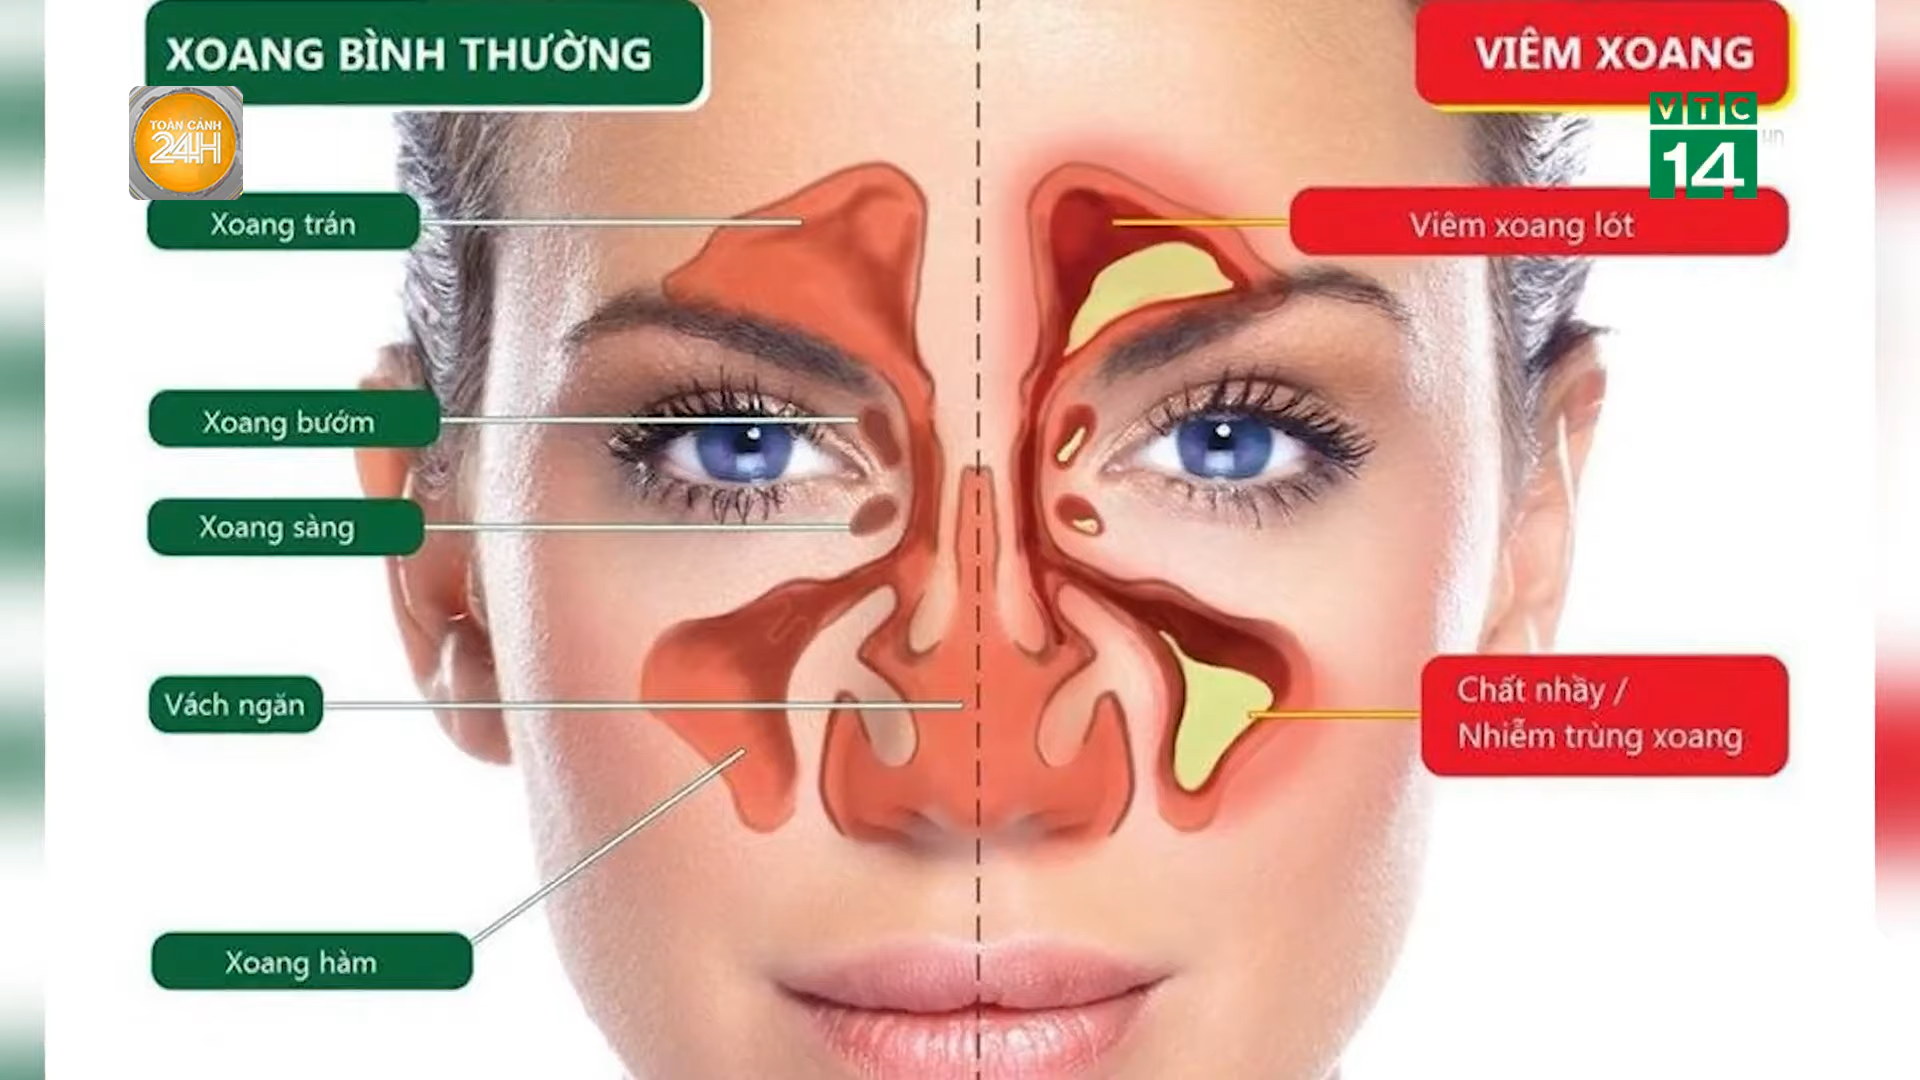 XOANG BÌNH THƯỜNG
VIÊM XOANG
TOÀN CẢNH
24H
VTC
14
Xoang trán
Viêm xoang lót
Xoang bướm
Xoang sàng
Vách ngăn
Chất nhầy /
Nhiễm trùng xoang
Xoang hàm